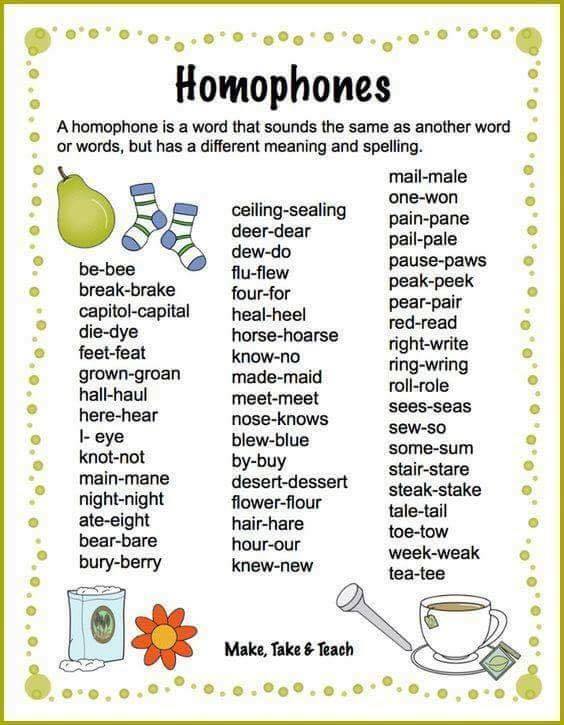 Homophones
A homophone is a word that sounds the same as another word
or words, but has a different meaning and spelling.
be-bee
break-brake
capitol-capital
die-dye
feet-feat
grown-groan
hall-haul
here-hear
I- eye
knot-not
main-mane
night-night
ate-eight
bear-bare
bury-berry
ceiling-sealing
deer-dear
dew-do
flu-flew
four-for
heal-heel
horse-hoarse
know-no
made-maid
meet-meet
nose-knows
blew-blue
by-buy
desert-dessert
flower-flour
hair-hare
hour-our
knew-new
mail-male
one-won
pain-pane
pail-pale
pause-paws
peak-peek
pear-pair
red-read
right-write
ring-wring
roll-role
sees-seas
sew-so
some-sum
stair-stare
steak-stake
tale-tail
toe-tow
week-weak
tea-tee
Make, Take & Teach